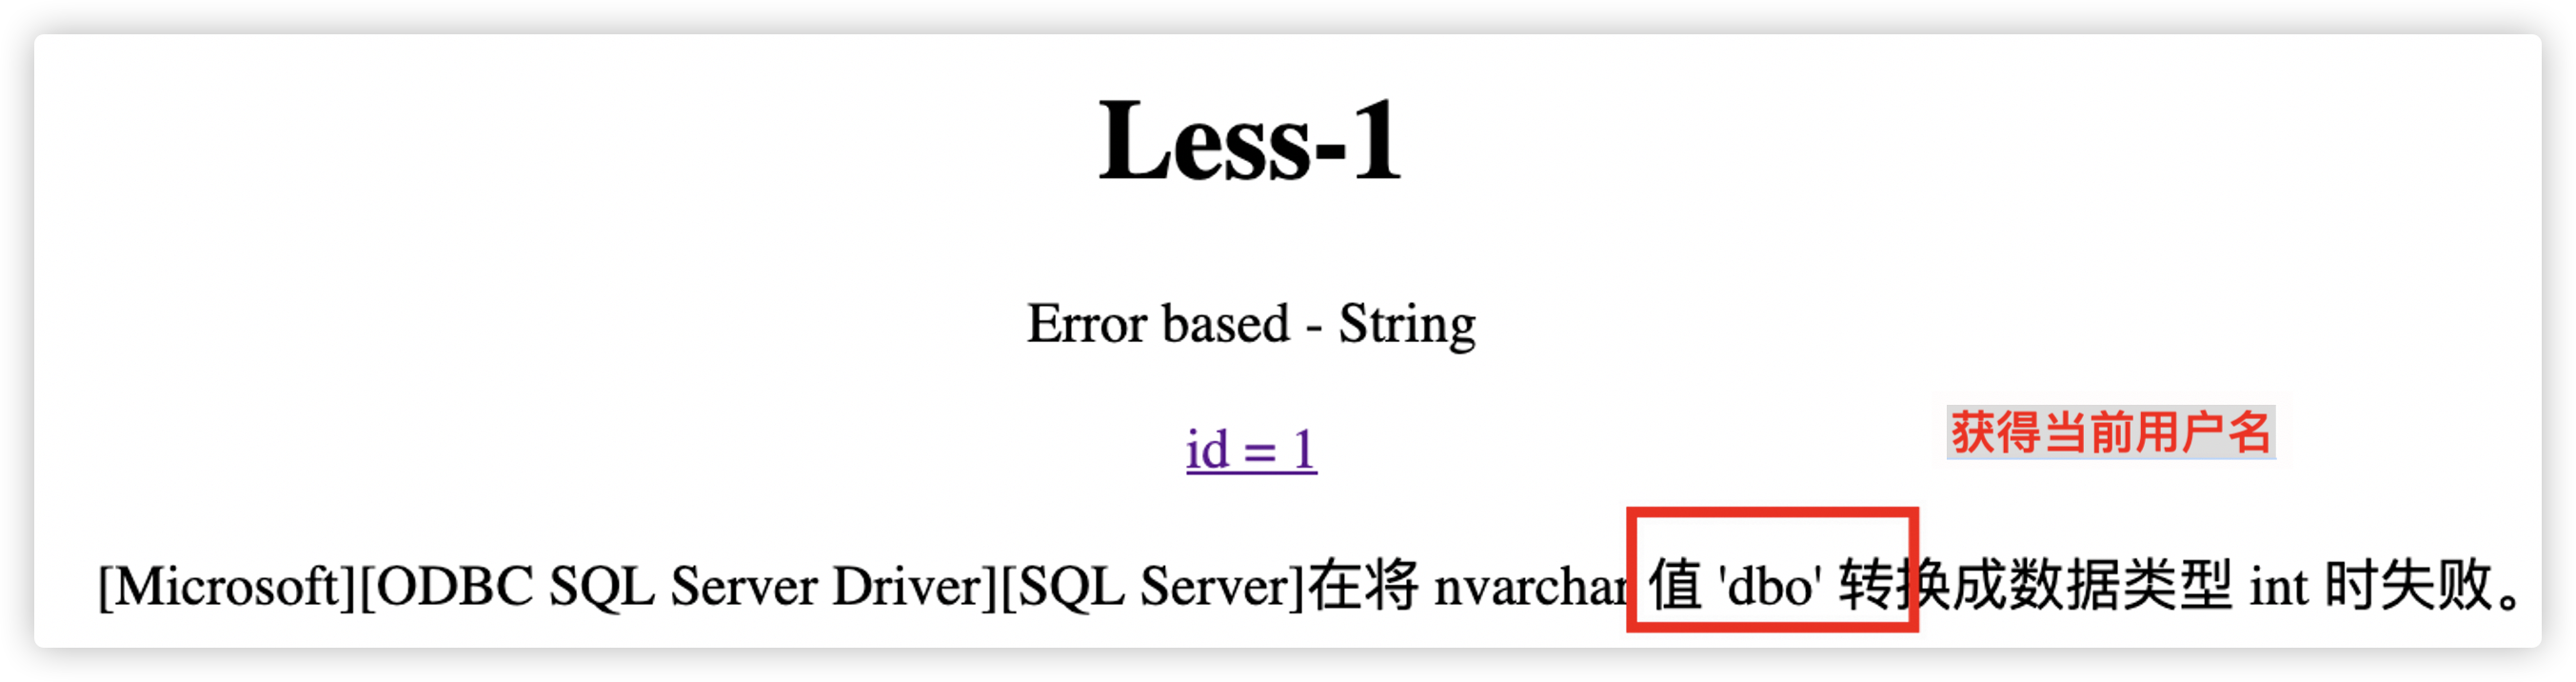 Less-1
Error based - String
id = 1
获得当前用户名
[Microsoft][ODBC SQL Server Driver][SQL Server]在将 nvarchar 值 'dbo' 转换成数据类型 int 时失败。